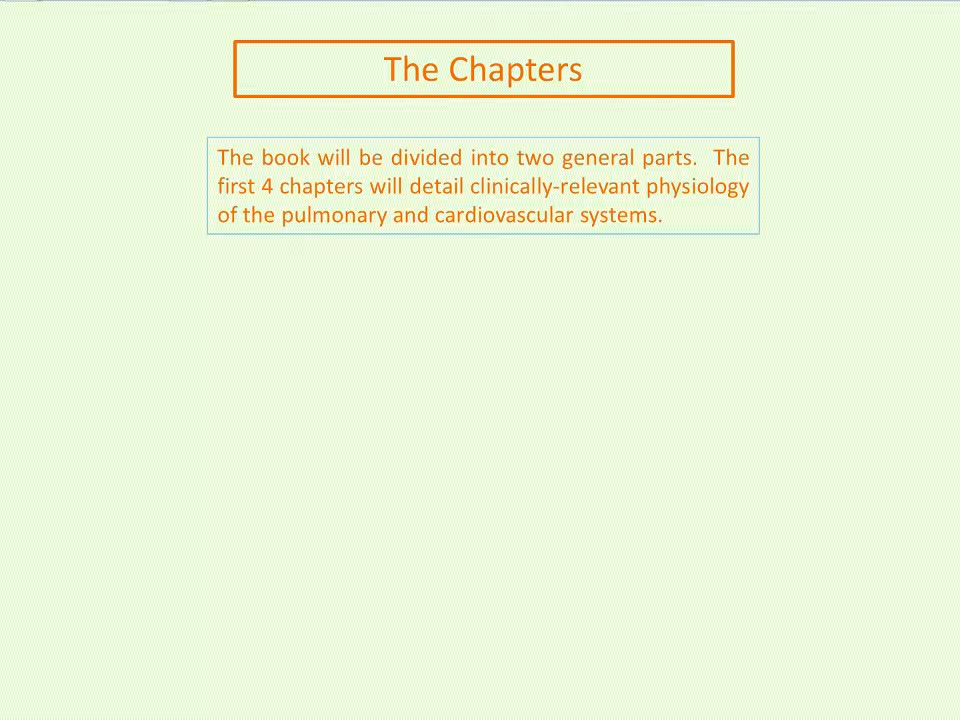 The Chapters
The book will be divided into two general parts.  The
first 4 chapters will detail clinically-relevant physiology
of the pulmonary and cardiovascular systems.